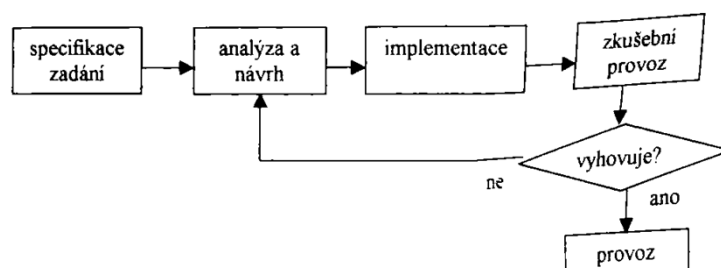 specifikace
zadání
analýza a
návrh
implementace
zkušební
provoz
vyhovuje?
ne
ano
provoz